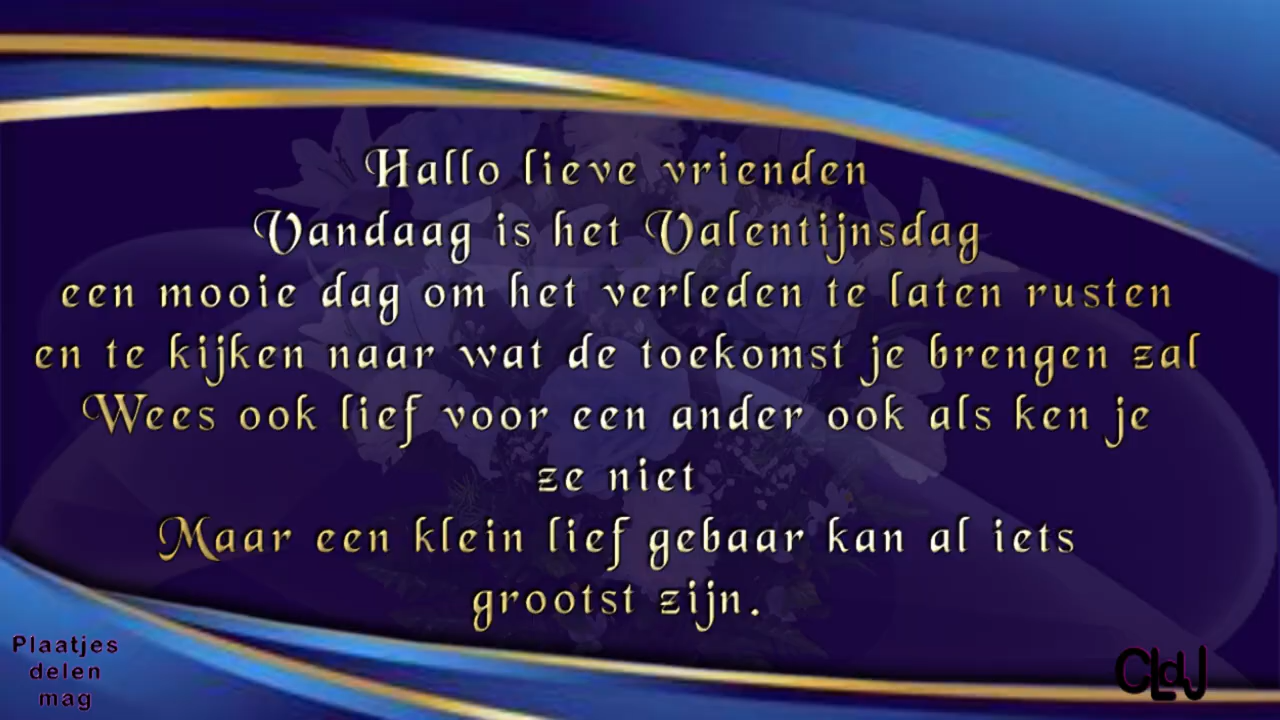 Hallo lieve vrienden
Vandaag is het Valentijnsdag
een mooie dag om het verleden te laten rusten
en te kijken naar wat de toekomst je brengen zal
Wees ook lief voor een ander ook als ken je
ze niet
Maar een klein lief gebaar kan al iets
grootst zijn.
Plaatjes
delen
mag
CLdJ